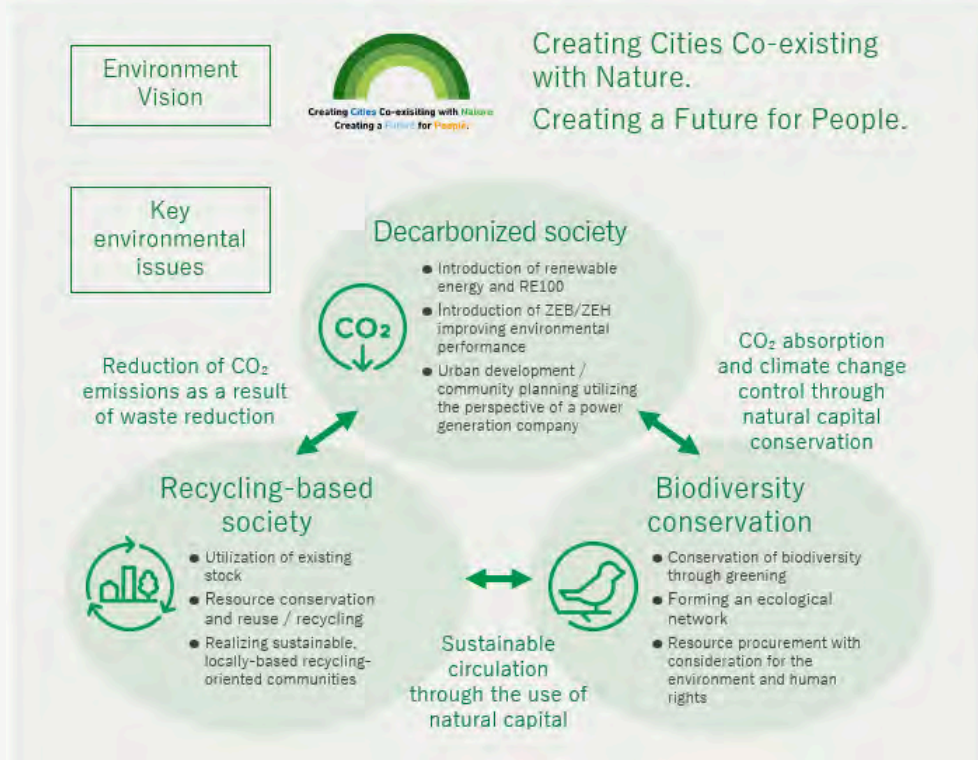 Environment
Vision
Creating Cities Co-exisiting with Nature
Creating a Future for People.
Creating Cities Co-existing
with Nature.
Creating a Future for People.
Key
environmental
issues
Decarbonized society
● Introduction of renewable
energy and RE100
● Introduction of ZEB/ZEH
improving environmental
performance
● Urban development /
community planning utilizing
the perspective of a power
generation company
CO₂
Reduction of CO₂
emissions as a result
of waste reduction
CO₂ absorption
and climate change
control through
natural capital
conservation
Recycling-based
society
● Utilization of existing
stock
● Resource conservation
and reuse / recycling
● Realizing sustainable,
locally-based recycling-
oriented communities
Biodiversity
conservation
● Conservation of biodiversity
through greening
● Forming an ecological
network
● Resource procurement with
consideration for the
environment and human
rights
Sustainable
circulation
through the use of
natural capital